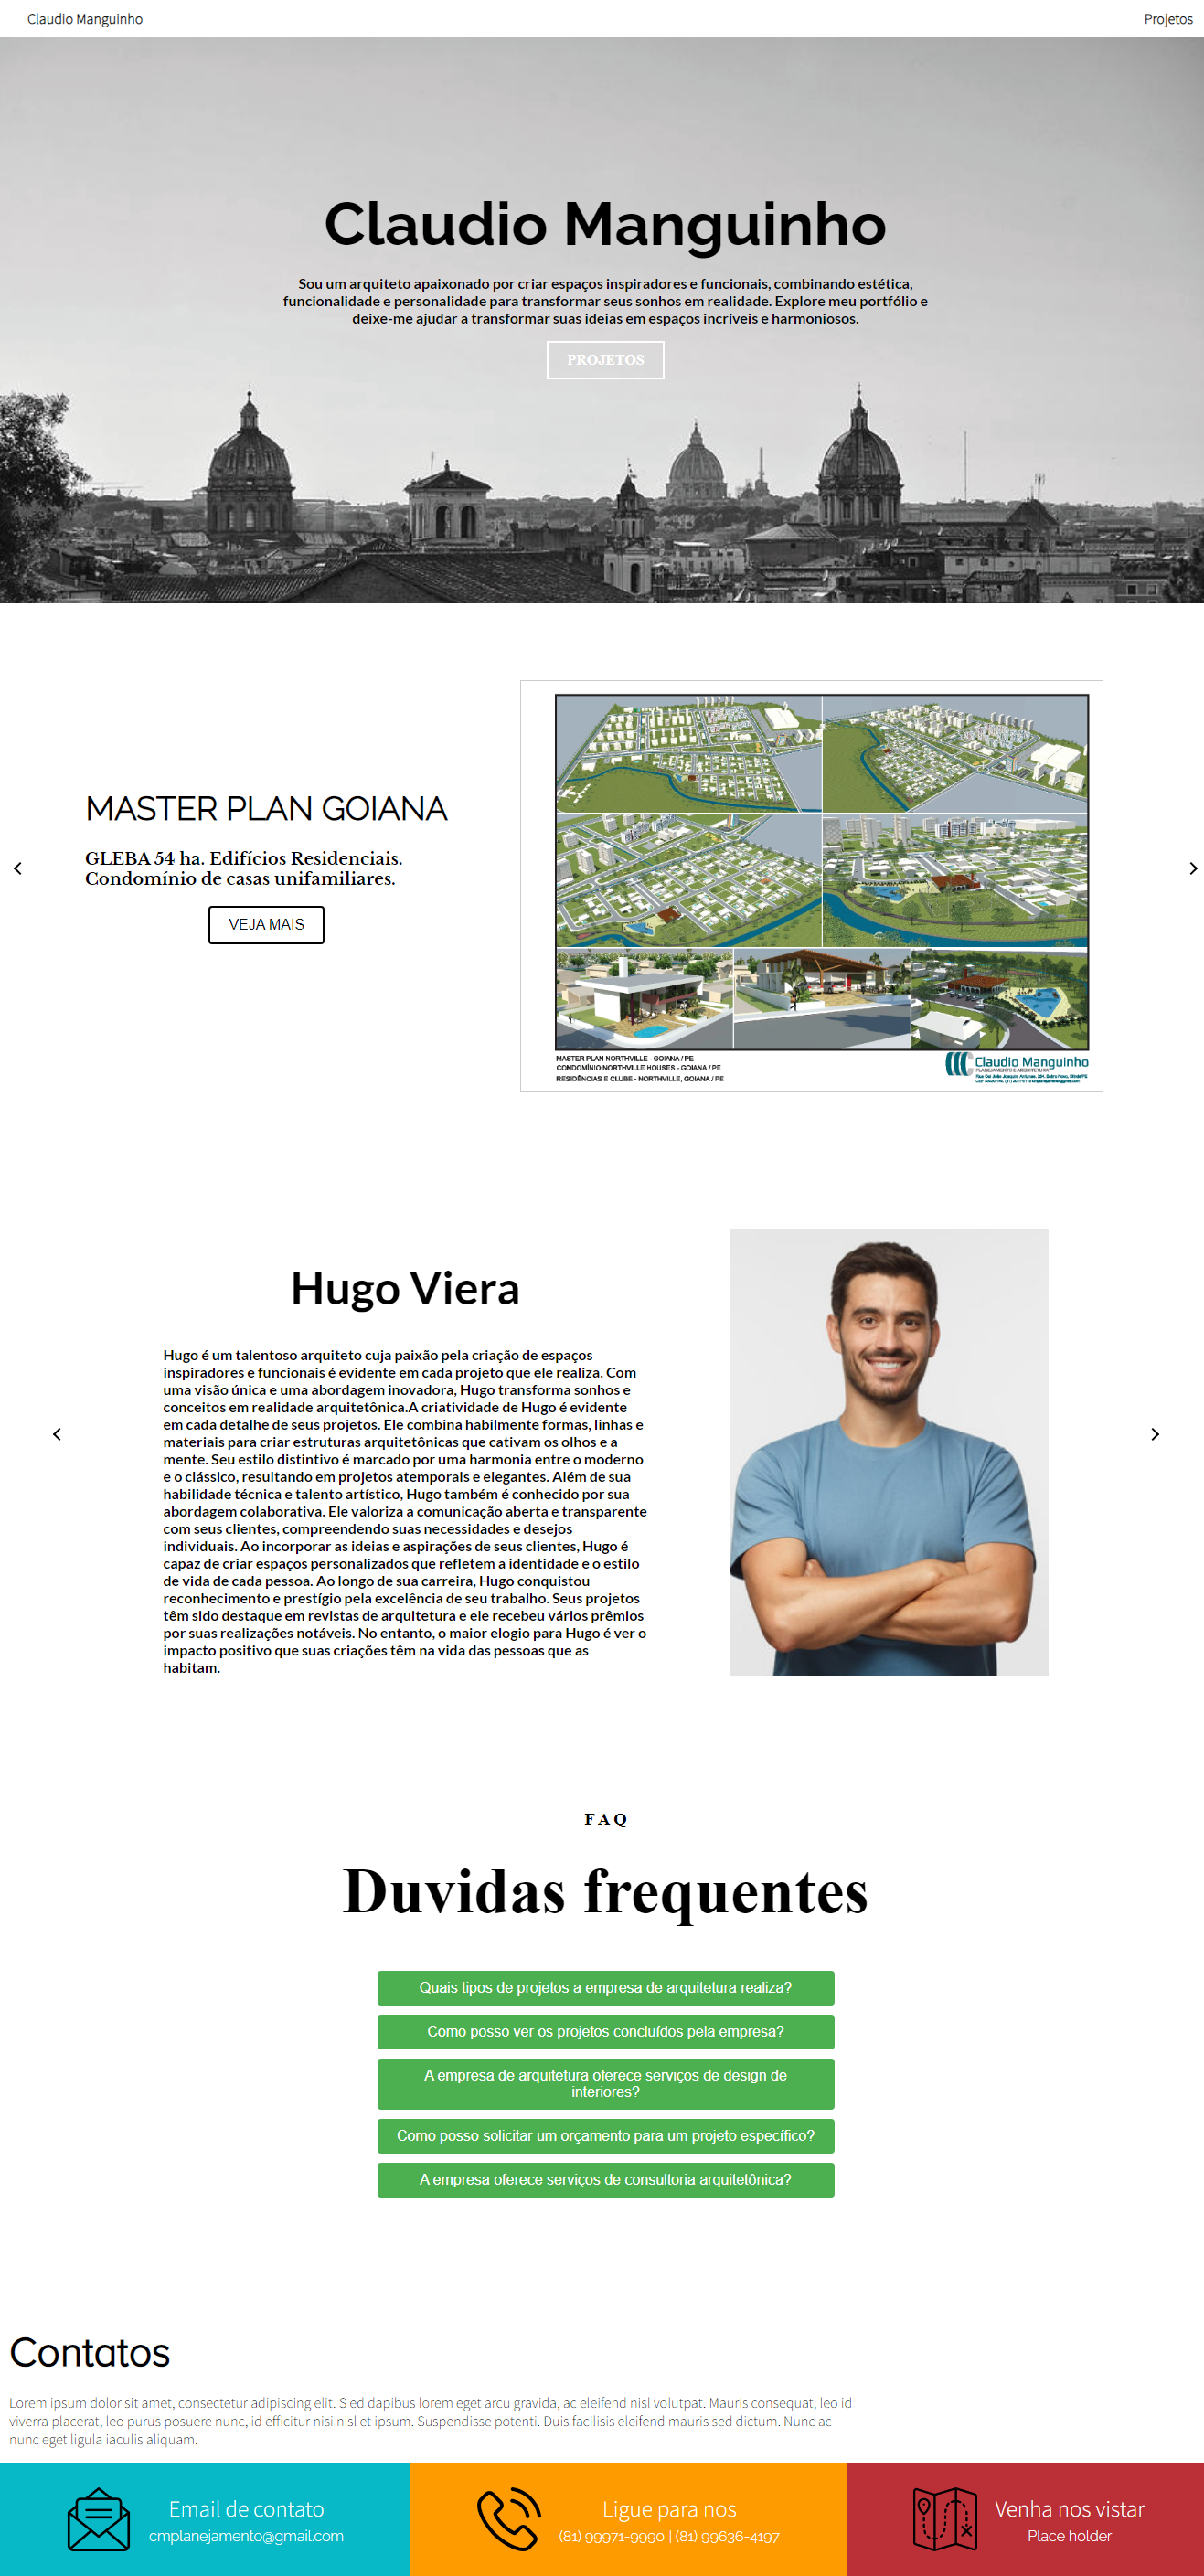 Claudio Manguinho
Projetos
Claudio Manguinho
Sou um arquiteto apaixonado por criar espaços inspiradores e funcionais, combinando estética,
funcionalidade e personalidade para transformar seus sonhos em realidade. Explore meu portfólio e
deixe-me ajudar a transformar suas ideias em espaços incríveis e harmoniosos.
PROJETOS
MASTER PLAN GOIANA
GLEBA 54 ha. Edifícios Residenciais.
Condomínio de casas unifamiliares.
VEJA MAIS
MASTER PLAN NORTHVILLE - GOIANA / PE
CONDOMÍNIO NORTHVILLE HOUSES - GOIANA / PE
RESIDÊNCIAS E CLUBE - NORTHVILLE, GOIANA / PE
Claudio Manguinho
PLANEJAMENTO E ARQUITETURA
Hugo Viera
Hugo é um talentoso arquiteto cuja paixão pela criação de espaços
inspiradores e funcionais é evidente em cada projeto que ele realiza. Com
uma visão única e uma abordagem inovadora, Hugo transforma sonhos e
conceitos em realidade arquitetônica.A criatividade de Hugo é evidente
em cada detalhe de seus projetos. Ele combina habilmente formas, linhas e
materiais para criar estruturas arquitetônicas que cativam os olhos e a
mente. Seu estilo distintivo é marcado por uma harmonia entre o moderno
e o clássico, resultando em projetos atemporais e elegantes. Além de sua
habilidade técnica e talento artístico, Hugo também é conhecido por sua
abordagem colaborativa. Ele valoriza a comunicação aberta e transparente
com seus clientes, compreendendo suas necessidades e desejos
individuais. Ao incorporar as ideias e aspirações de seus clientes, Hugo é
capaz de criar espaços personalizados que refletem a identidade e o estilo
de vida de cada pessoa. Ao longo de sua carreira, Hugo conquistou
reconhecimento e prestígio pela excelência de seu trabalho. Seus projetos
têm sido destaque em revistas de arquitetura e ele recebeu vários prêmios
por suas realizações notáveis. No entanto, o maior elogio para Hugo é ver o
impacto positivo que suas criações têm na vida das pessoas que as
habitam.
F A Q
Duvidas frequentes
Quais tipos de projetos a empresa de arquitetura realiza?
Como posso ver os projetos concluídos pela empresa?
A empresa de arquitetura oferece serviços de design de
interiores?
Como posso solicitar um orçamento para um projeto específico?
A empresa oferece serviços de consultoria arquitetônica?
Contatos
Lorem ipsum dolor sit amet, consectetur adipiscing elit. S ed dapibus lorem eget arcu gravida, ac eleifend nisl volutpat. Mauris consequat, leo id
viverra placerat, leo purus posuere nunc, id efficitur nisi nisl et ipsum. Suspendisse potenti. Duis facilisis eleifend mauris sed dictum. Nunc ac
nunc eget ligula iaculis aliquam.
Email de contato
cmplanejamento@gmail.com
Ligue para nos
(81) 99971-9990 | (81) 99636-4197
Venha nos vistar
Place holder